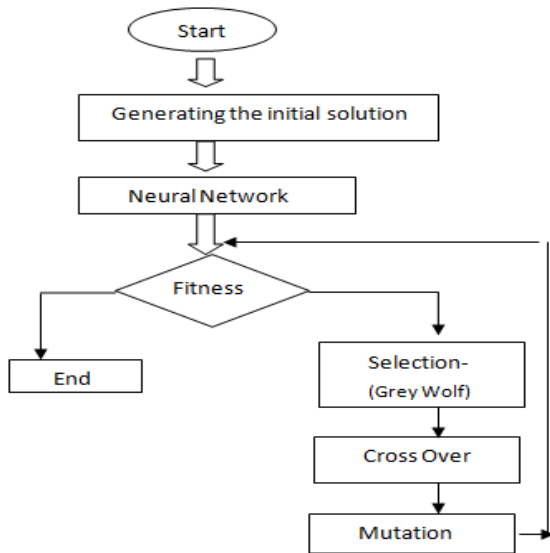 Start
Generating the initial solution
Neural Network
Fitness
End
Selection-
(Grey Wolf)
Cross Over
Mutation